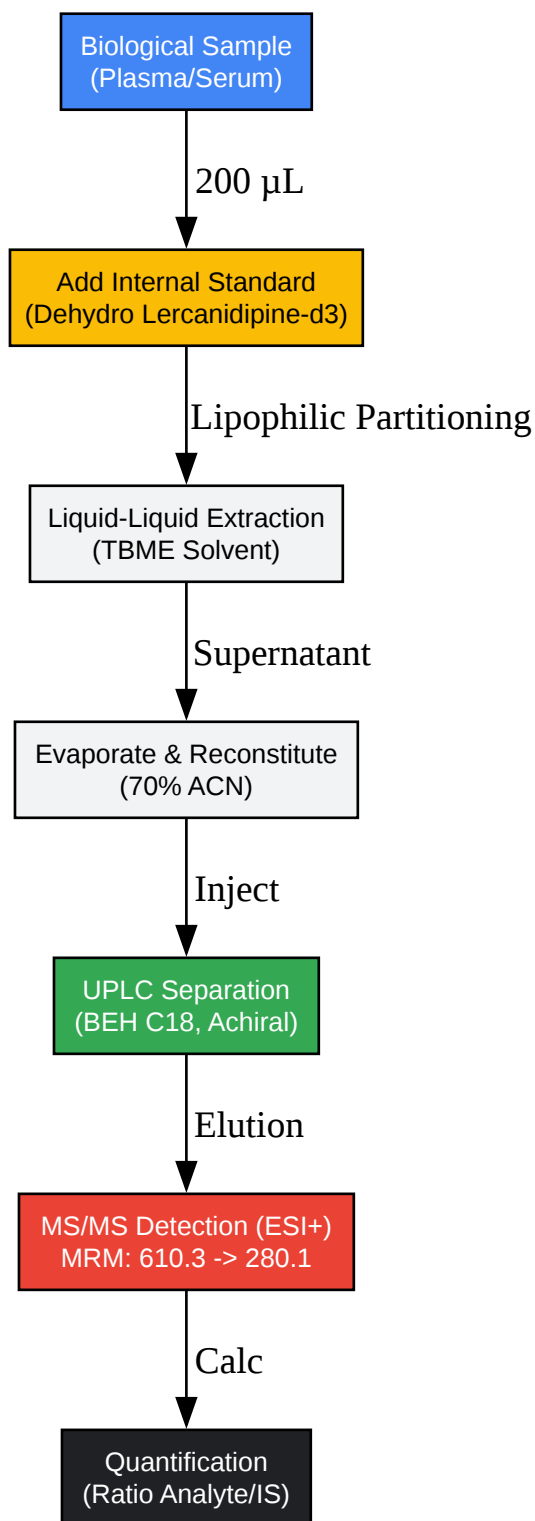 Biological Sample
(Plasma/Serum)
200 µL
Add Internal Standard
(Dehydro Lercanidipine-d3)
Lipophilic Partitioning
Liquid-Liquid Extraction
(TBME Solvent)
Supernatant
Evaporate & Reconstitute
(70% ACN)
Inject
UPLC Separation
(BEH C18, Achiral)
Elution
MS/MS Detection (ESI+)
MRM: 610.3 -> 280.1
Calc
Quantification
(Ratio Analyte/IS)